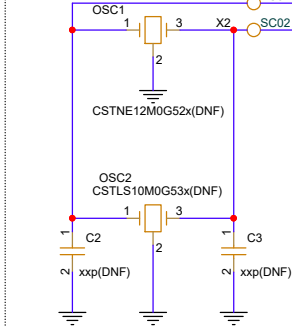 OSC1
1
3
X2
SC02
2
CSTNE12M0G52x(DNF)
OSC2
CSTLS10M0G53x(DNF)
1
3
2
1
C2
2
xxp(DNF)
1
C3
2
xxp(DNF)